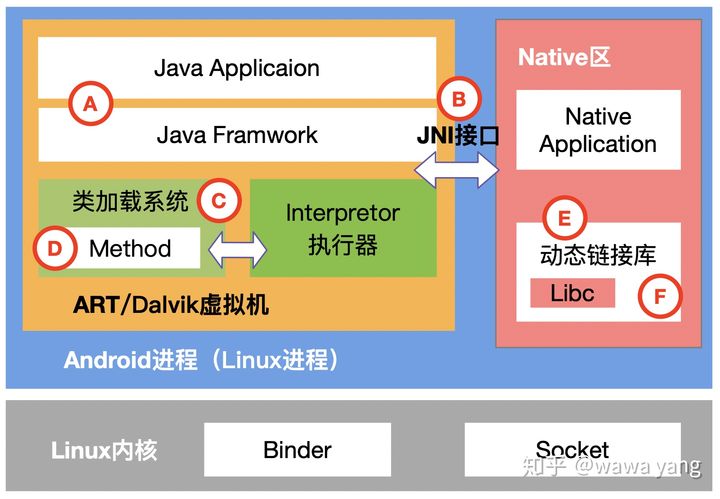 Java Applicaion
A
Java Framwork
B
JNI接口
类加载系统
C
D
Method
Interpretor
执行器
ART/Dalvik虚拟机
Android进程（Linux进程）
Native区
Native
Application
E
动态链接库
Libc
F
Linux内核
Binder
Socket
知乎 @wawa yang